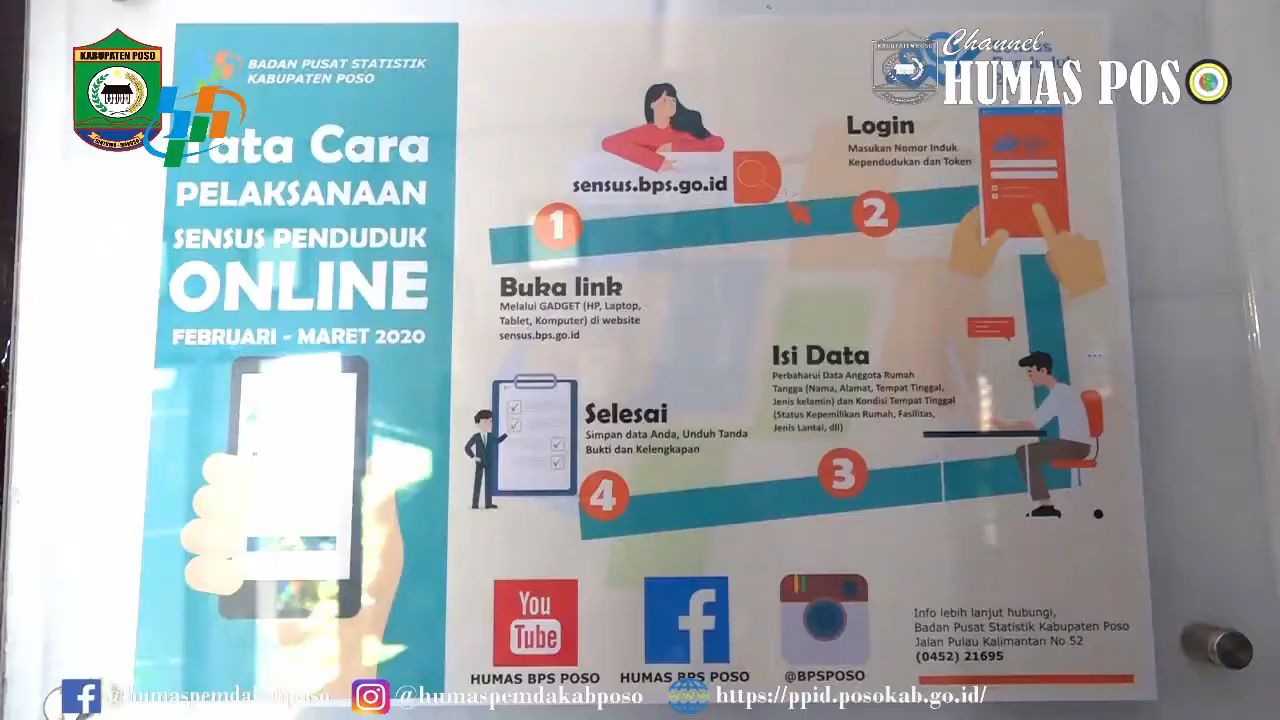 KABUPATEN POSO
BADAN PUSAT STATISTIK
KABUPATEN POSO
Channel
HUMAS POSO
Tata Cara
PELAKSANAAN
SENSUS PENDUDUK
ONLINE
FEBRUARI - MARET 2020
sensus.bps.go.id
1
Buka link
Melalui GADGET (HP, Laptop,
Tablet, Komputer) di website
sensus.bps.go.id
Login
Masukan Nomor Induk
Kependudukan dan Token
2
Isi Data
Perbaharui Data Anggota Rumah
Tangga (Nama, Alamat, Tempat Tinggal,
Jenis kelamin) dan Kondisi Tempat Tinggal
(Status Kepemilikan Rumah, Fasilitas,
Jenis Lantai, dll)
3
Selesai
Simpan data Anda, Unduh Tanda
Bukti dan Kelengkapan
4
You
Tube
HUMAS BPS POSO
f
HUMAS BPS POSO
@BPSPOSO
Info lebih lanjut hubungi,
Badan Pusat Statistik Kabupaten Poso
Jalan Pulau Kalimantan No 52
(0452) 21695
@humaspemdakabposo
@humaspemdakabposo
https://ppid.posokab.go.id/